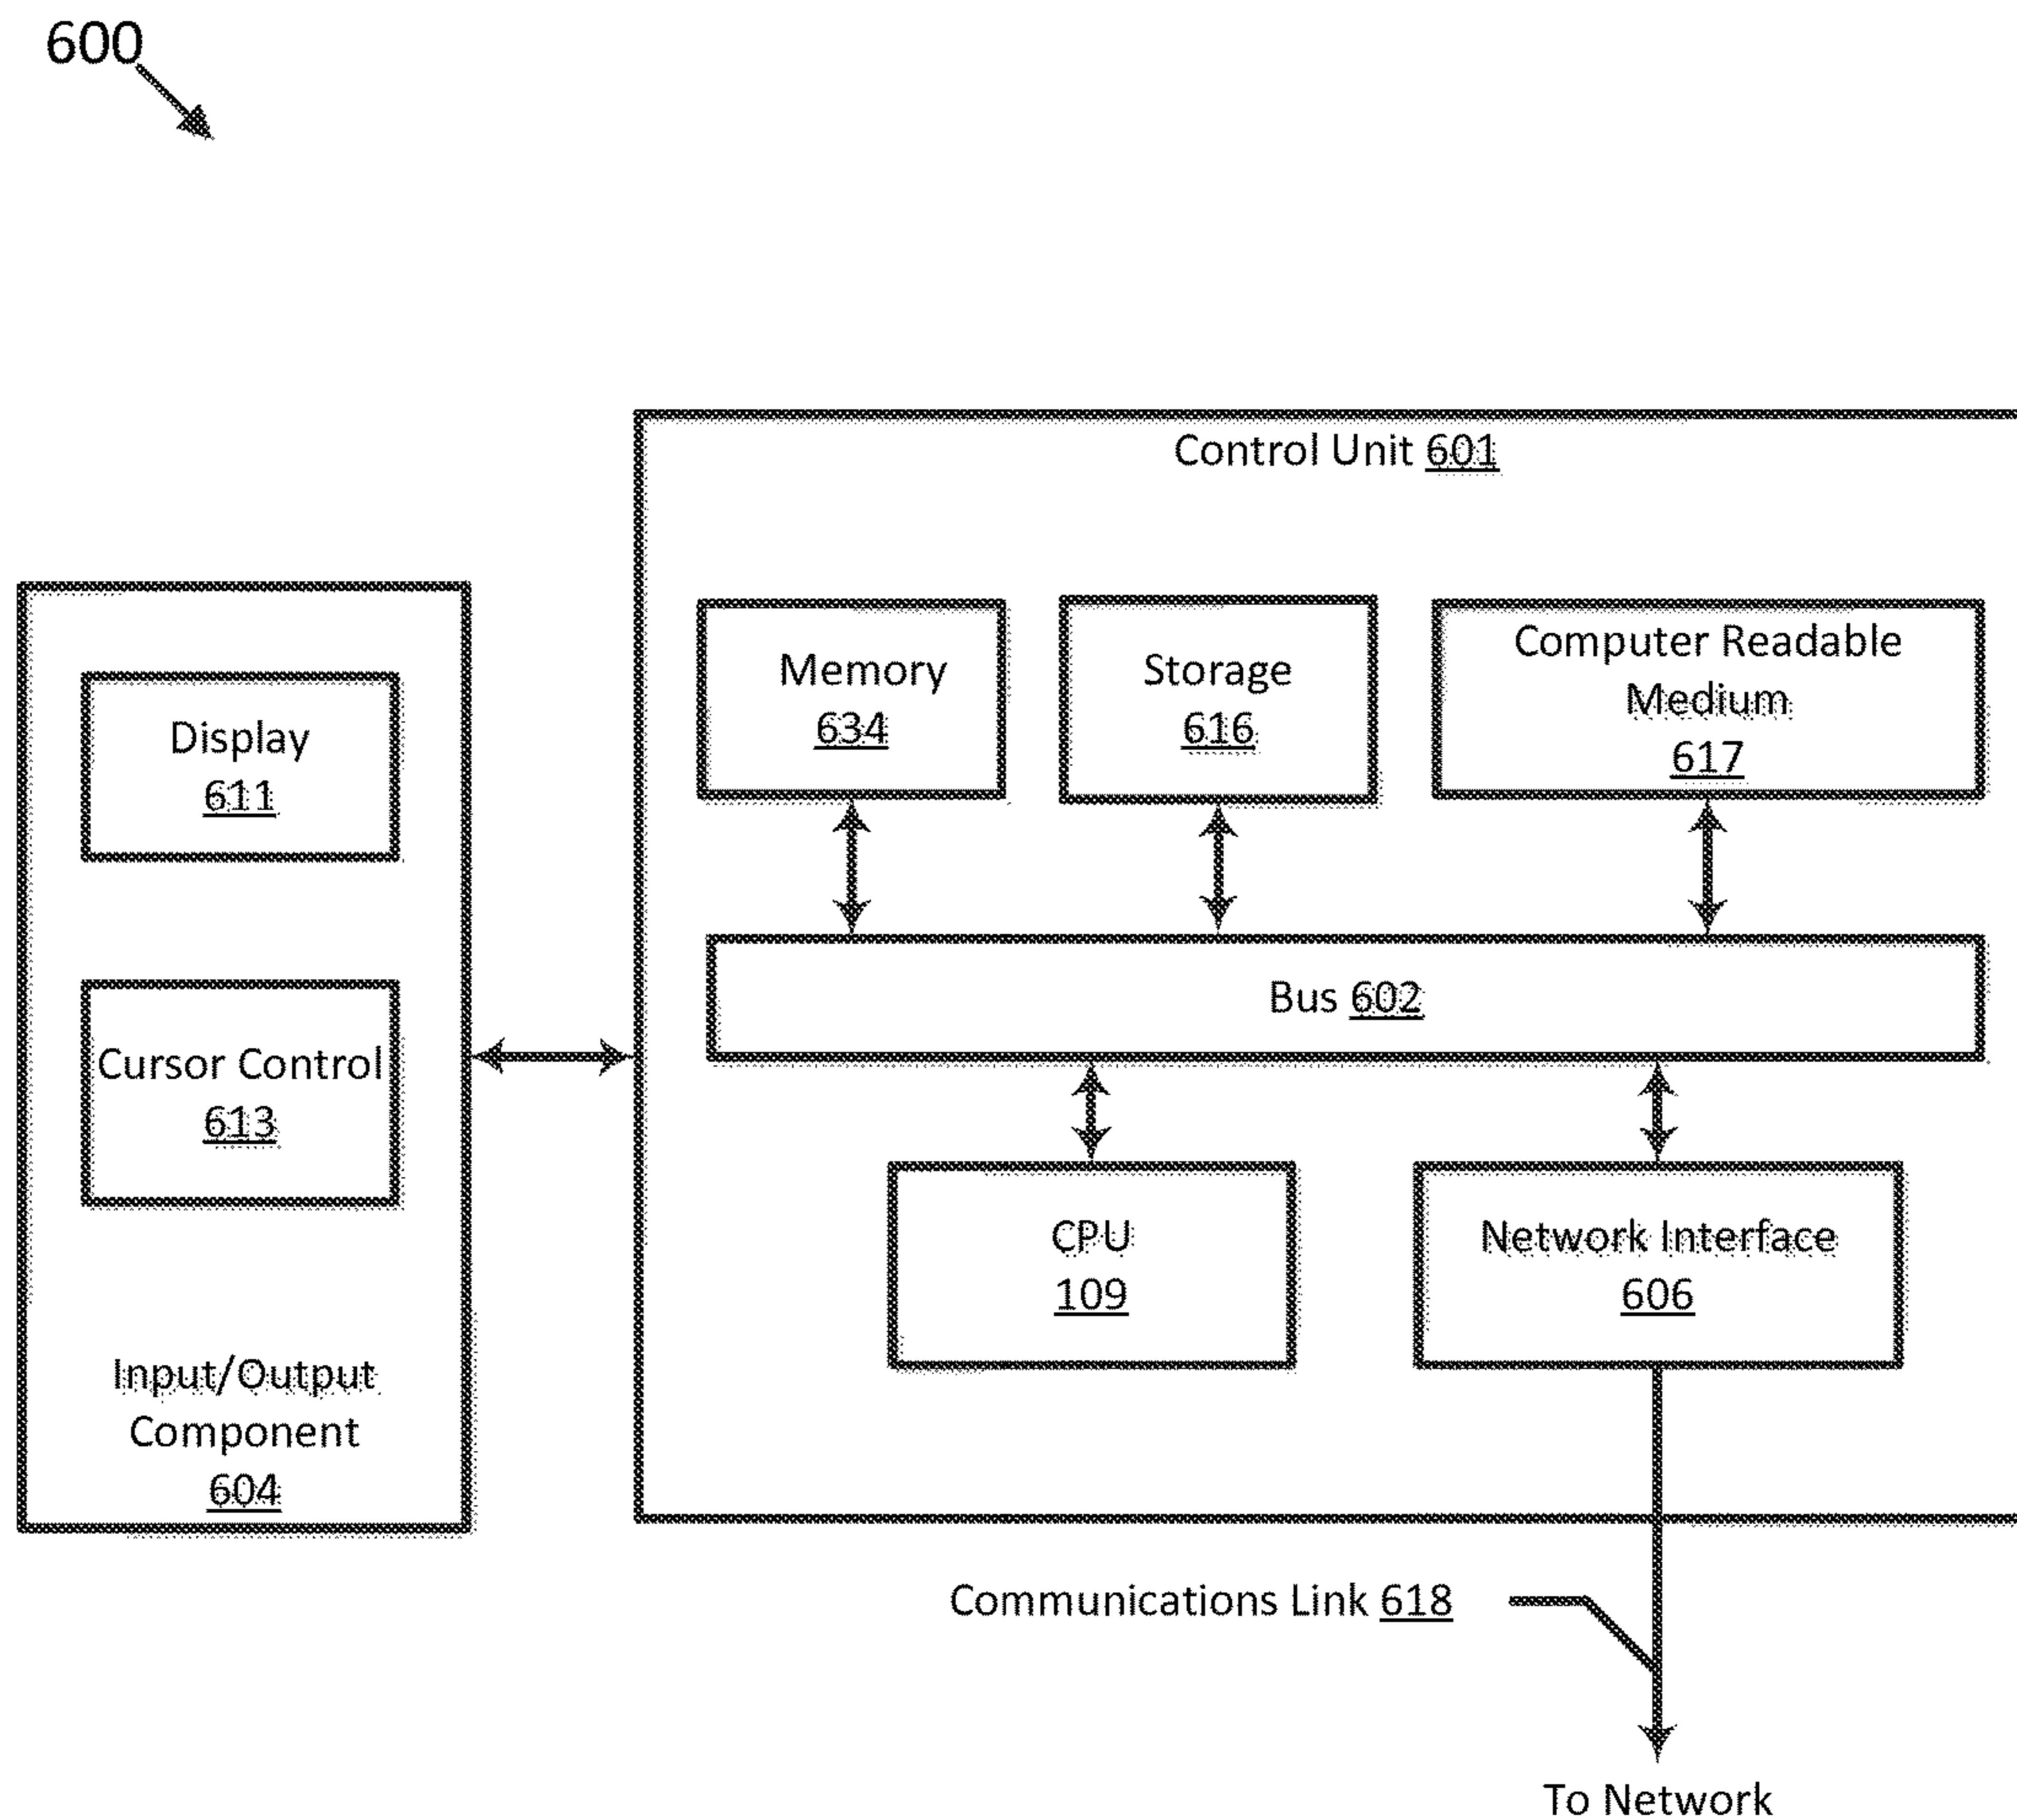 600
Control Unit 601
Memory
634
Storage
616
Computer Readable
Medium
617
Display
611
Bus 602
Cursor Control
613
CPU
109
Network Interface
606
Input/Output
Component
604
Communications Link 618
To Network